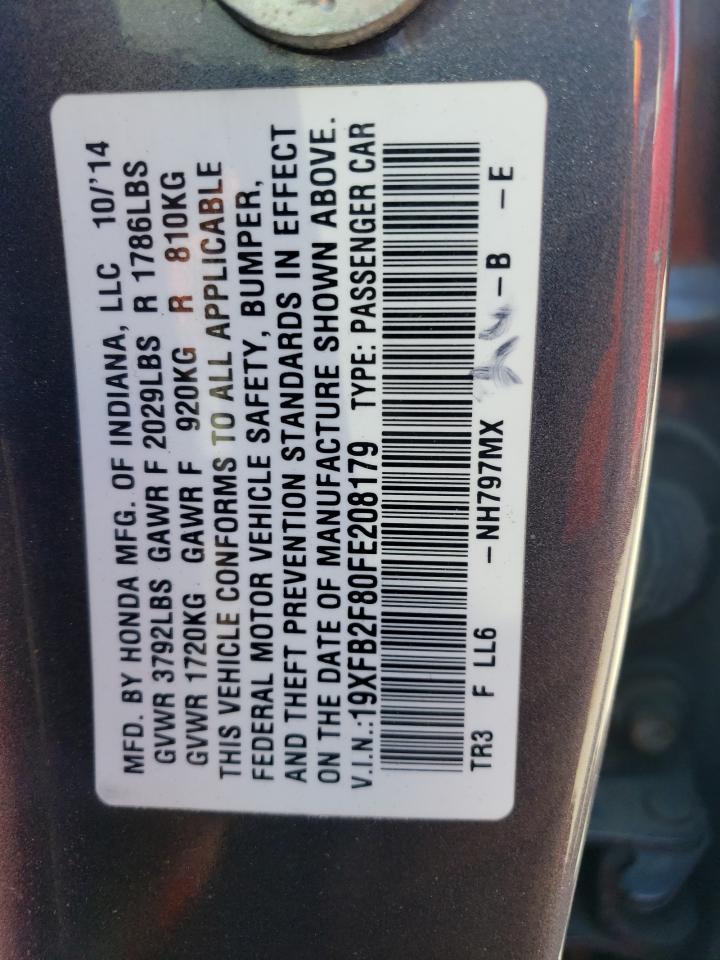 MFD. BY HONDA MFG. OF INDIANA, LLC 10/'14
GVWR 3792LBS GAWR F 2029LBS R 1786LBS
GVWR 1720KG GAWR F 920KG R 810KG
THIS VEHICLE CONFORMS TO ALL APPLICABLE
FEDERAL MOTOR VEHICLE SAFETY, BUMPER,
AND THEFT PREVENTION STANDARDS IN EFFECT
ON THE DATE OF MANUFACTURE SHOWN ABOVE.
V.I.N.:19XFB2F80FE208179 TYPE: PASSENGER CAR
TR3 F LL6 -NH797MX -B -E